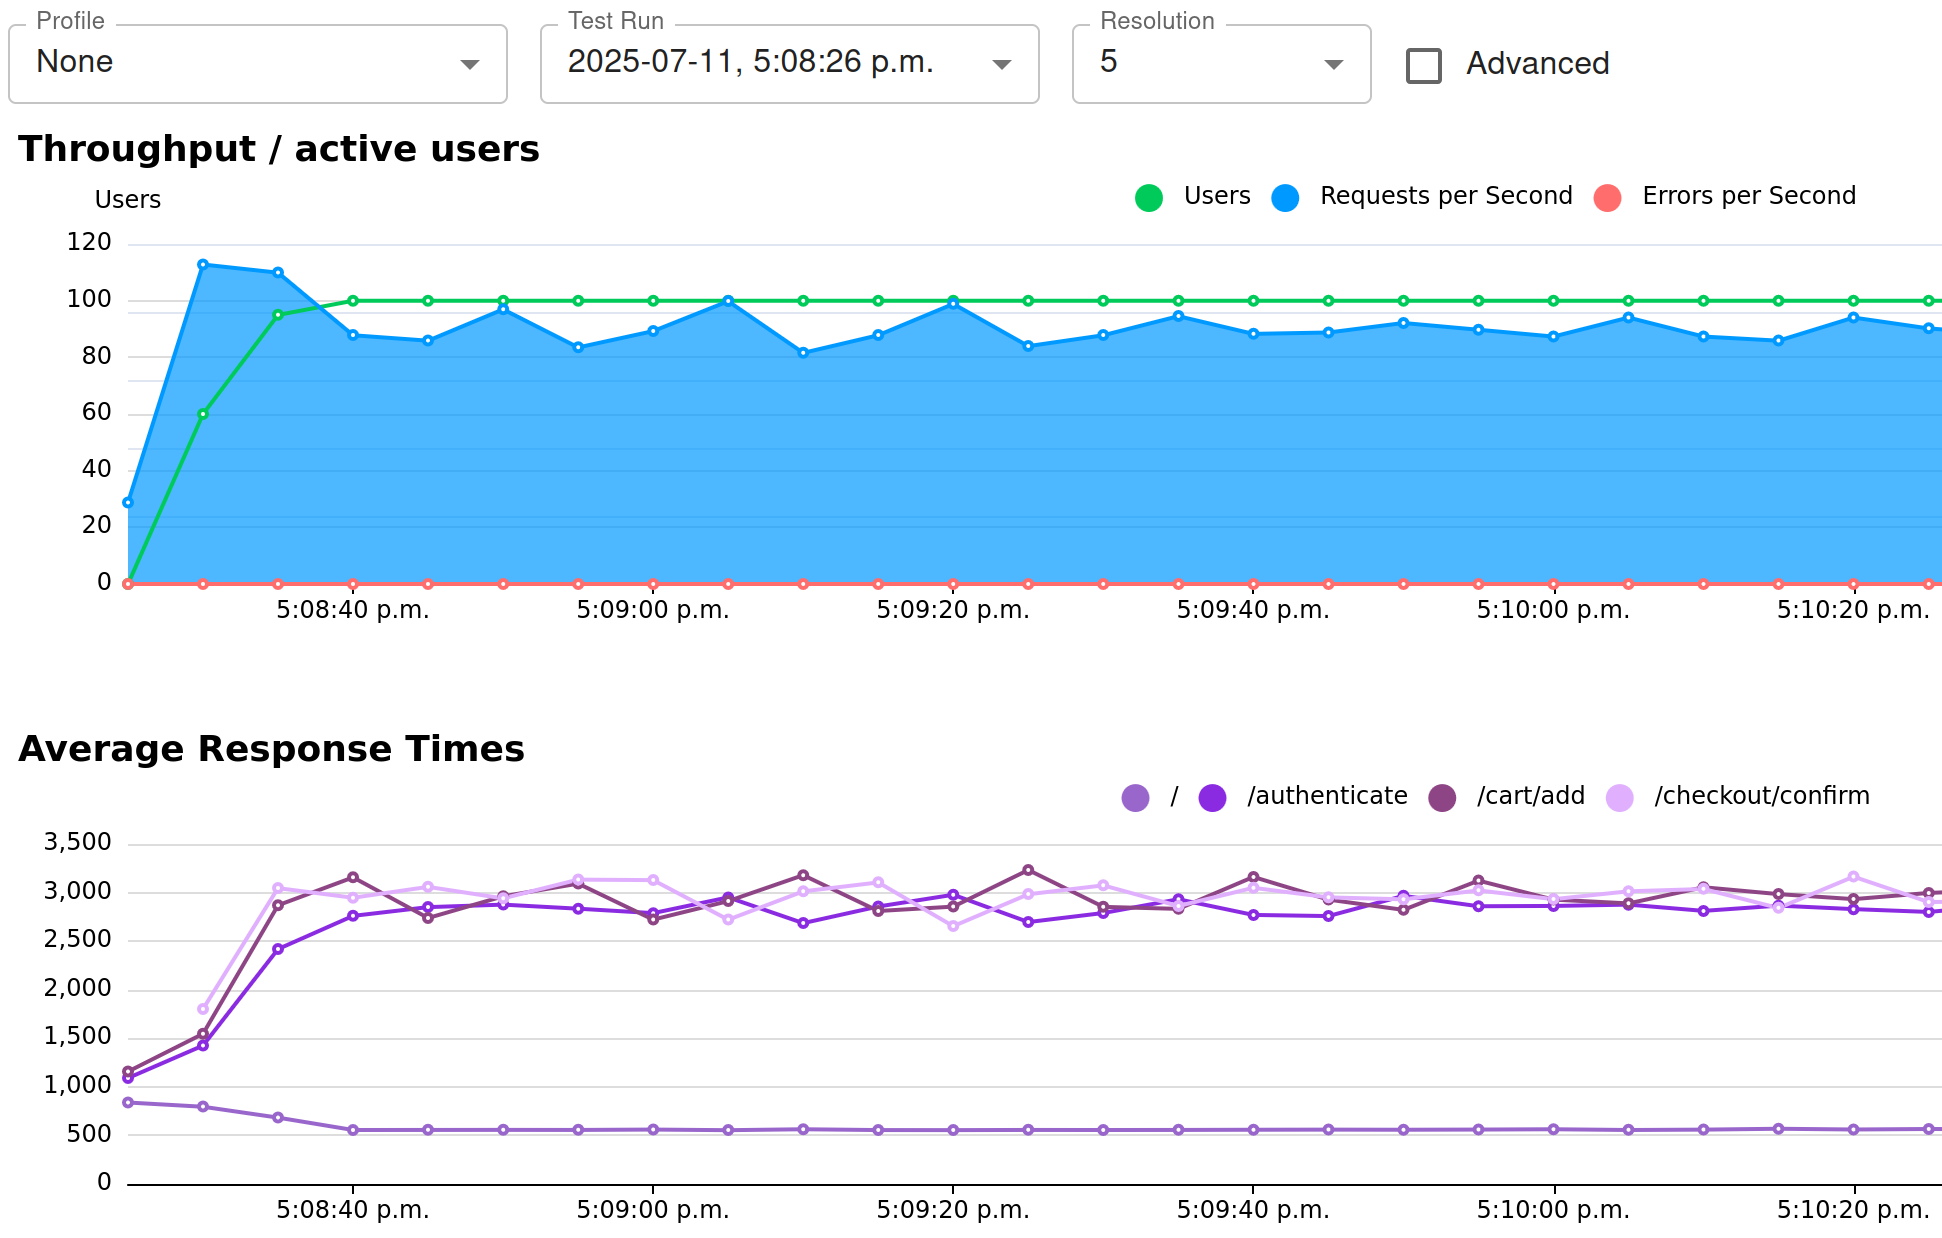 Profile
None
Test Run
2025-07-11, 5:08:26 p.m.
Resolution
5
Advanced
Throughput / active users
Users
Users
Requests per Second
Errors per Second
120
100
80
60
40
20
0
5:08:40 p.m.
5:09:00 p.m.
5:09:20 p.m.
5:09:40 p.m.
5:10:00 p.m.
5:10:20 p.m.
Average Response Times
/
/authenticate
/cart/add
/checkout/confirm
3,500
3,000
2,500
2,000
1,500
1,000
500
0
5:08:40 p.m.
5:09:00 p.m.
5:09:20 p.m.
5:09:40 p.m.
5:10:00 p.m.
5:10:20 p.m.